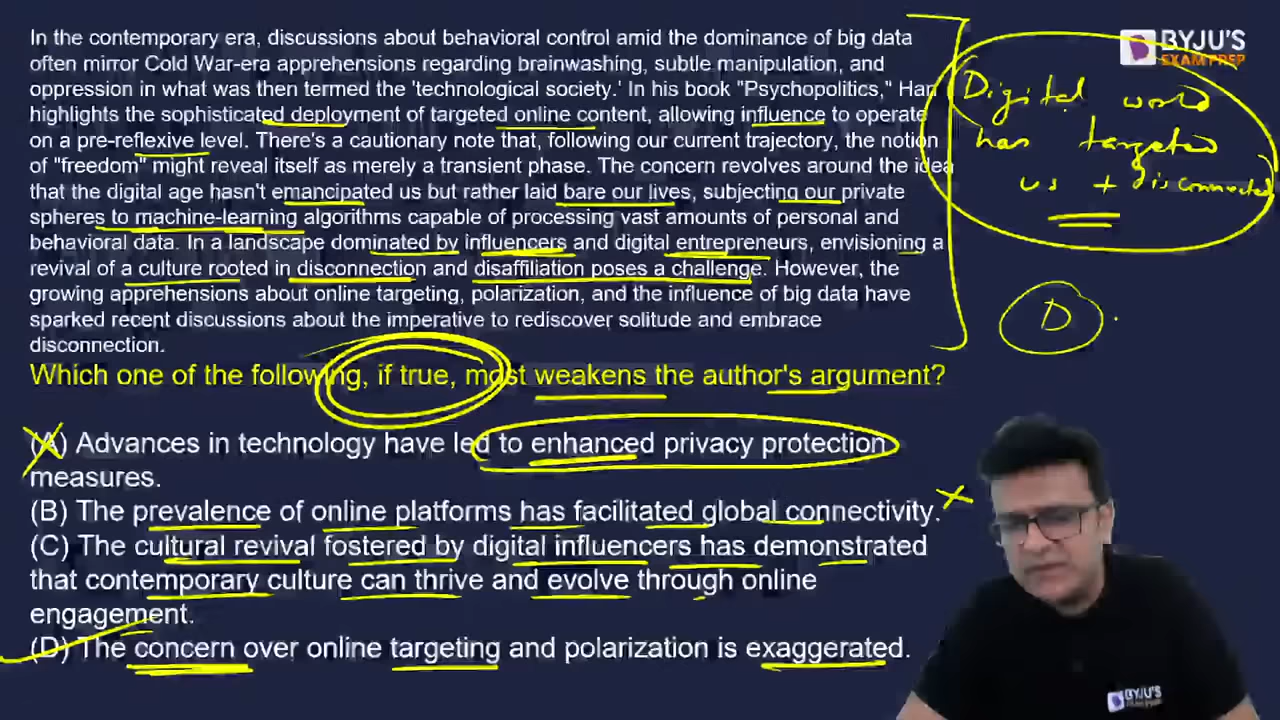 In the contemporary era, discussions about behavioral control amid the dominance of big data
often mirror Cold War-era apprehensions regarding brainwashing, subtle manipulation, and
oppression in what was then termed the 'technological society.' In his book "Psychopolitics," Han
highlights the sophisticated deployment of targeted online content, allowing influence to operate
on a pre-reflexive level. There's a cautionary note that, following our current trajectory, the notion
of "freedom" might reveal itself as merely a transient phase. The concern revolves around the idea
that the digital age hasn't emancipated us but rather laid bare our lives, subjecting our private
spheres to machine-learning algorithms capable of processing vast amounts of personal and
behavioral data. In a landscape dominated by influencers and digital entrepreneurs, envisioning a
revival of a culture rooted in disconnection and disaffiliation poses a challenge. However, the
growing apprehensions about online targeting, polarization, and the influence of big data have
sparked recent discussions about the imperative to rediscover solitude and embrace
disconnection.
Which one of the following, if true, most weakens the author's argument?
(A) Advances in technology have led to enhanced privacy protection
measures.
(B) The prevalence of online platforms has facilitated global connectivity.
(C) The cultural revival fostered by digital influencers has demonstrated
that contemporary culture can thrive and evolve through online
engagement.
(D) The concern over online targeting and polarization is exaggerated.
BYJU'S
EXAM PREP
Digital world
has targeted
us + disconnected
D
BYJU'S
EXAM PREP